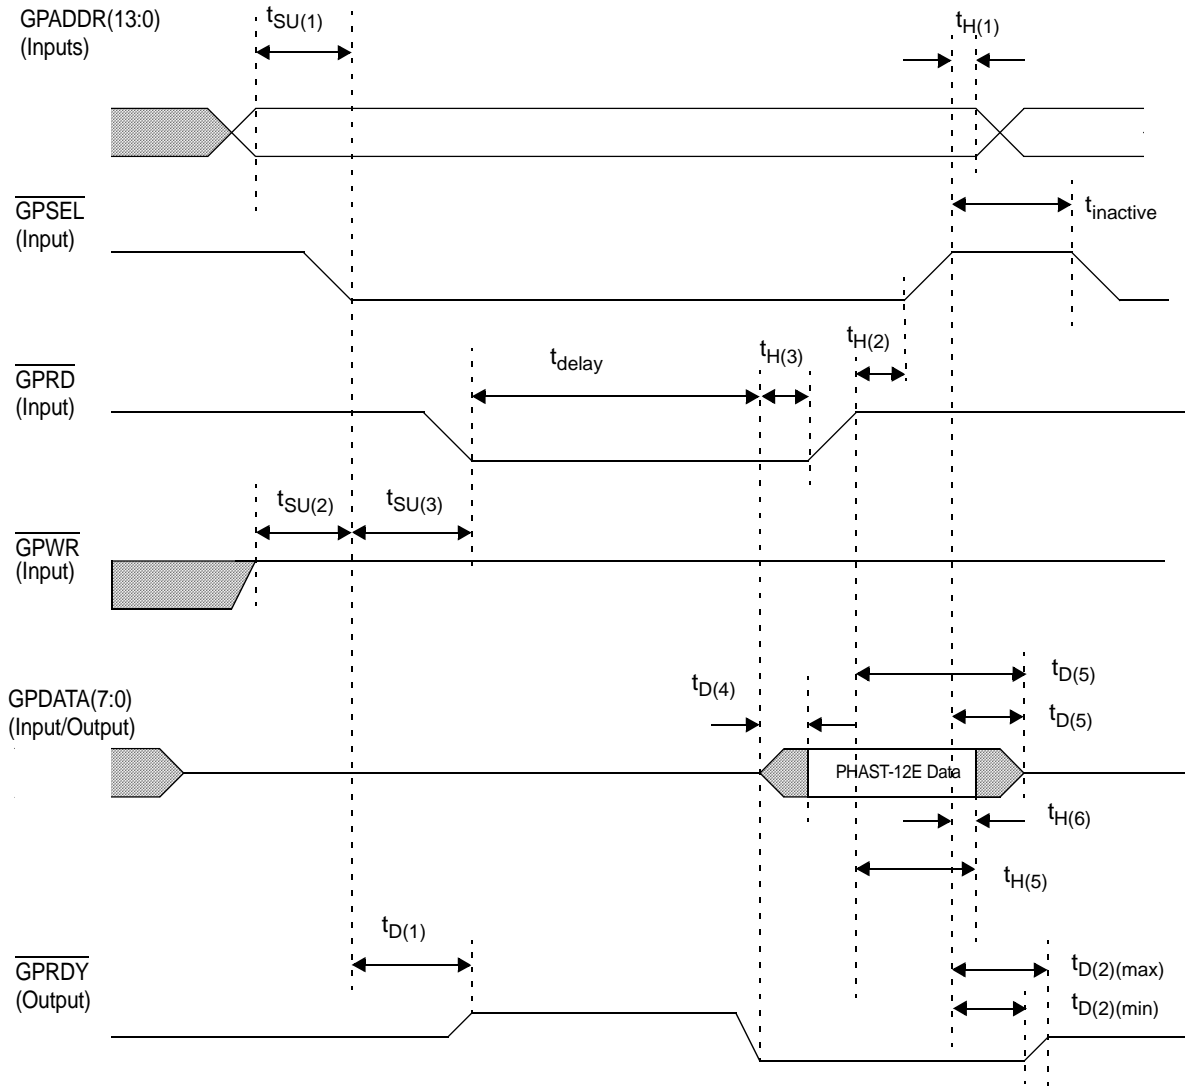 GPADDR(13:0)
(Inputs)
tSU(1)
tH(1)
GPSEL
(Input)
tinactive
GPRD
(Input)
tdelay
tH(3)
tH(2)
tSU(2)
tSU(3)
GPWR
(Input)
GPDATA(7:0)
(Input/Output)
tD(4)
tD(5)
tD(5)
PHAST-12E Data
tH(6)
tH(5)
tD(1)
GPRDY
(Output)
tD(2)(max)
tD(2)(min)